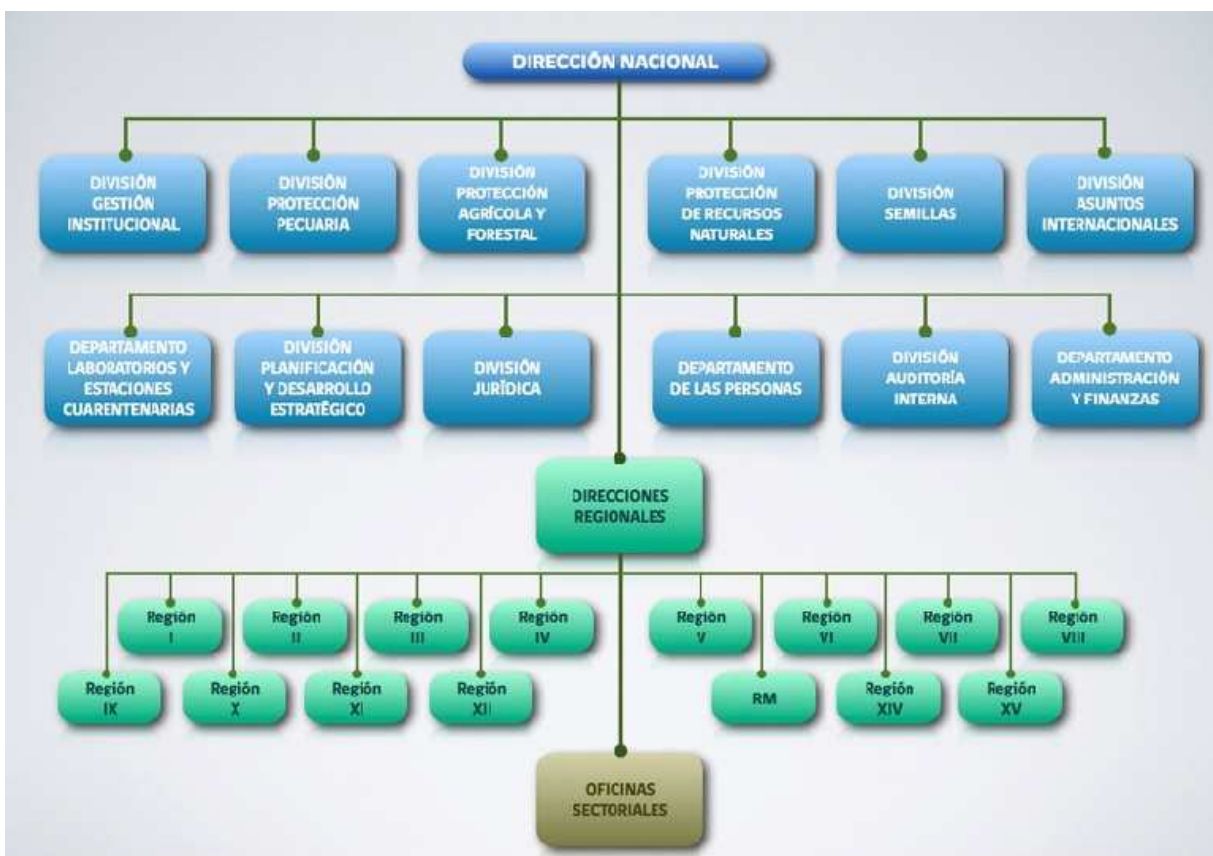 DIRECCIÓN NACIONAL
DIVISIÓN
GESTIÓN
INSTITUCIONAL
DIVISIÓN
PROTECCIÓN
PECUARIA
DIVISIÓN
PROTECCIÓN
AGRÍCOLA Y
FORESTAL
DIVISIÓN
PROTECCIÓN
DE RECURSOS
NATURALES
DIVISIÓN
SEMILLAS
DIVISIÓN
ASUNTOS
INTERNACIONALES
DEPARTAMENTO
LABORATORIOS Y
ESTACIONES
CUARENTENARIAS
DIVISIÓN
PLANIFICACIÓN
Y DESARROLLO
ESTRATÉGICO
DIVISIÓN
JURÍDICA
DEPARTAMENTO
DE LAS PERSONAS
DIVISIÓN
AUDITORÍA
INTERNA
DEPARTAMENTO
ADMINISTRACIÓN
Y FINANZAS
DIRECCIONES
REGIONALES
Región
I
Región
II
Región
III
Región
IV
Región
V
Región
VI
Región
VII
Región
VIII
Región
IX
Región
X
Región
XI
Región
XII
RM
Región
XIV
Región
XV
OFICINAS
SECTORIALES